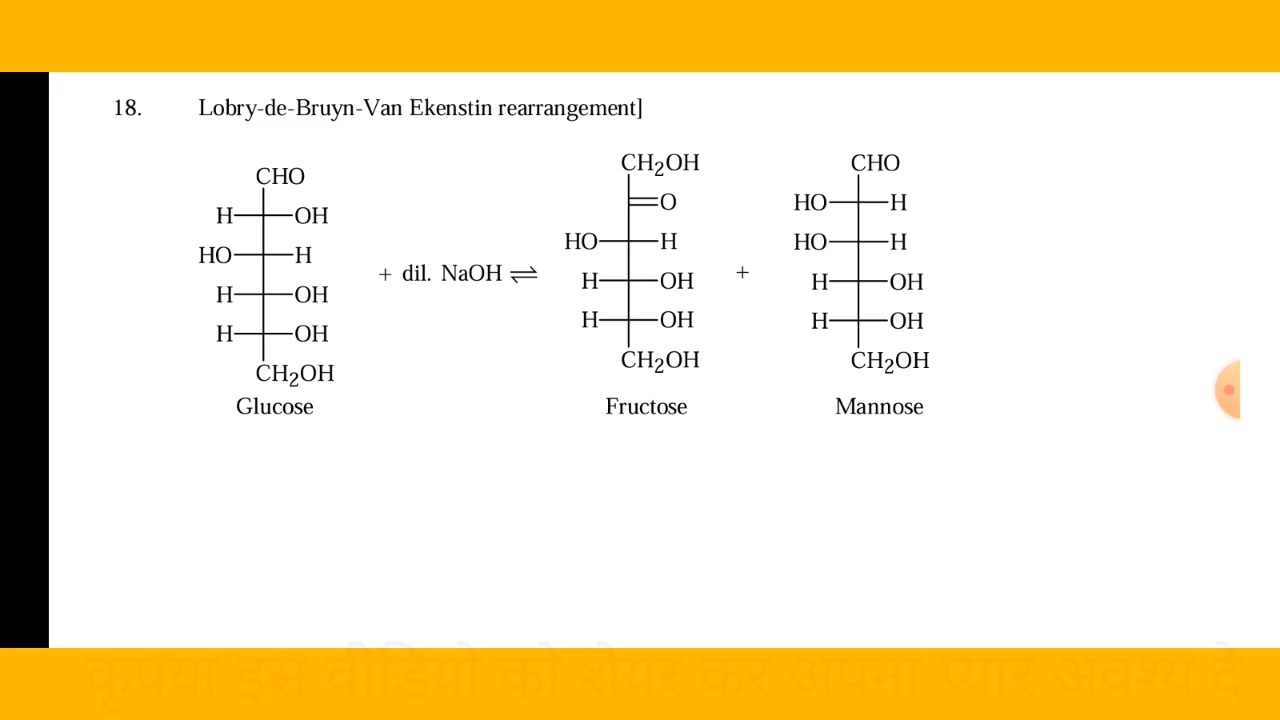 18. Lobry-de-Bruyn-Van Ekenstin rearrangement]
CHO
H OH
HO H
H OH
H OH
CH₂OH
Glucose
+ dil. NaOH ⇌
CH₂OH
O
HO H
H OH
H OH
CH₂OH
Fructose
+
CHO
HO H
HO H
H OH
H OH
CH₂OH
Mannose
कृपया इस वीडियो को शेयर कर अपना प्यार अवश्य दे